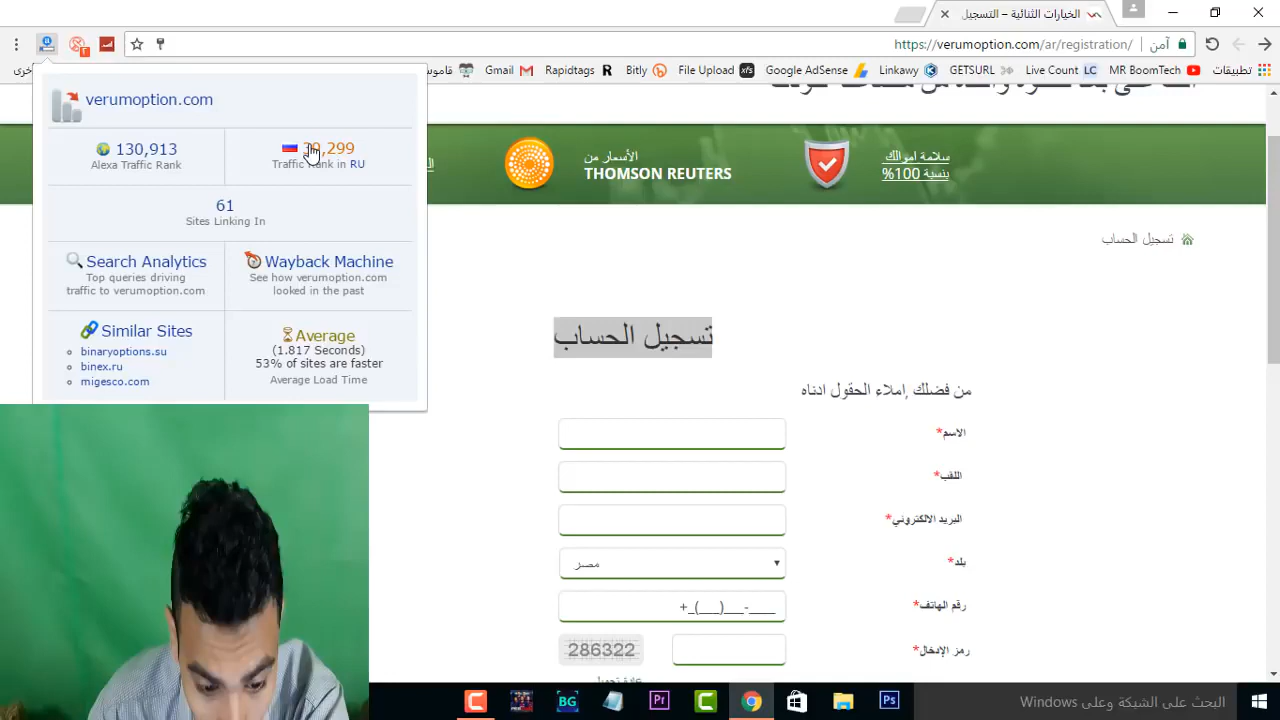 الخيارات الثنائية – التسجيل
https://verumoption.com/ar/registration/
آمن
تطبيقات
MR BoomTech
Live Count
GETSURL
Linkawy
Google AdSense
File Upload
Bitly
Rapidtags
Gmail
verumoption.com
130,913
Alexa Traffic Rank
,299
Traffic Rank in RU
61
Sites Linking In
Search Analytics
Top queries driving
traffic to verumoption.com
Wayback Machine
See how verumoption.com
looked in the past
Similar Sites
binaryoptions.su
binex.ru
migesco.com
Average
(1.817 Seconds)
53% of sites are faster
Average Load Time
الأسعار من
THOMSON REUTERS
سلامة اموالك
بنسبة 100%
تسجيل الحساب
تسجيل الحساب
من فضلك ,إملاء الحقول ادناه
الاسم*
اللقب*
البريد الالكتروني*
بلد*
مصر
رقم الهاتف*
+_(___)___-____
رمز الإدخال*
286322
البحث على الشبكة وعلى Windows